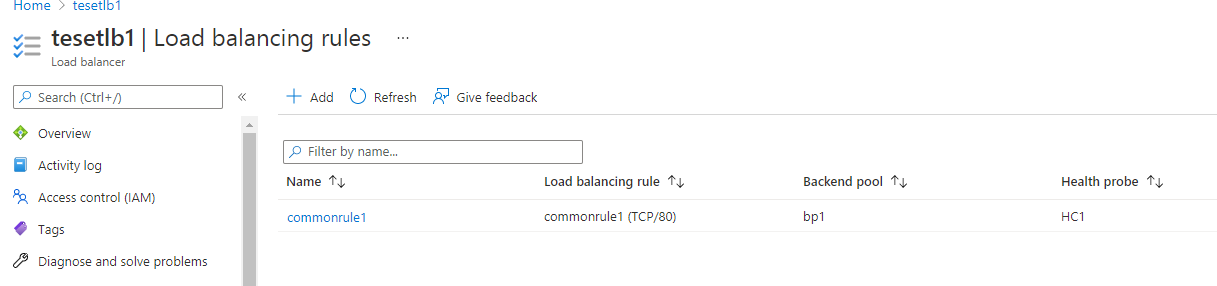 Home > tesetlb1
tesetlb1 | Load balancing rules ...
Load balancer
Search (Ctrl+/) «
Overview
Activity log
Access control (IAM)
Tags
Diagnose and solve problems
+ Add Refresh Give feedback
Filter by name...
Name ↑↓ Load balancing rule ↑↓ Backend pool ↑↓ Health probe ↑↓
commonrule1 commonrule1 (TCP/80) bp1 HC1